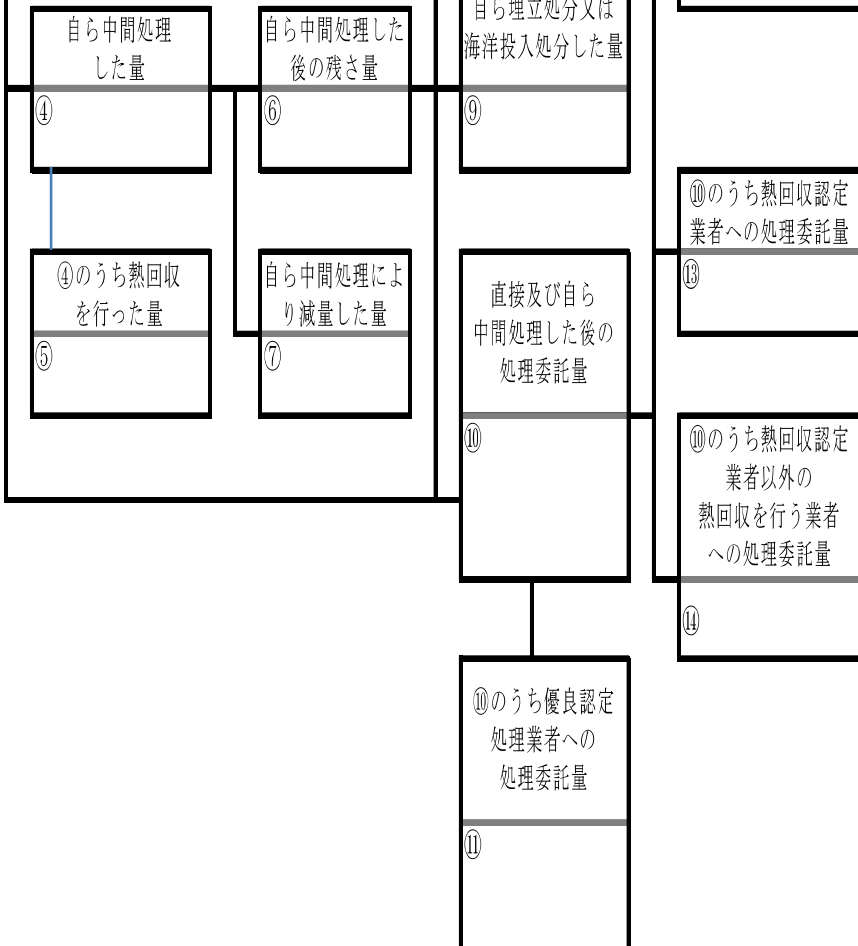 自ら中間処理
した量
④
自ら中間処理した
後の残さ量
⑥
自ら埋立処分又は
海洋投入処分した量
⑨
④のうち熱回収
を行った量
⑤
自ら中間処理によ
り減量した量
⑦
直接及び自ら
中間処理した後の
処理委託量
⑩
⑩のうち熱回収認定
業者への処理委託量
⑬
⑩のうち熱回収認定
業者以外の
熱回収を行う業者
への処理委託量
⑭
⑩のうち優良認定
処理業者への
処理委託量
⑪